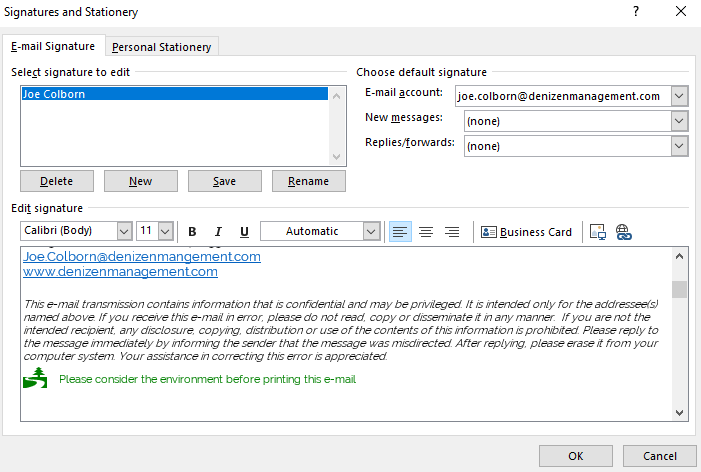 Signatures and Stationery
?
E-mail Signature
Personal Stationery
Select signature to edit
Choose default signature
Joe Colborn
E-mail account:
joe.colborn@denizenmanagement.com
New messages:
(none)
Replies/forwards:
(none)
Delete
New
Save
Rename
Edit signature
Calibri (Body)
11
B
I
U
Automatic
Business Card
Joe.Colborn@denizenmangement.com
www.denizenmanagement.com
This e-mail transmission contains information that is confidential and may be privileged. It is intended only for the addressee(s)
named above. If you receive this e-mail in error, please do not read, copy or disseminate it in any manner. If you are not the
intended recipient, any disclosure, copying, distribution or use of the contents of this information is prohibited. Please reply to
the message immediately by informing the sender that the message was misdirected. After replying, please erase it from your
computer system. Your assistance in correcting this error is appreciated.
Please consider the environment before printing this e-mail
OK
Cancel